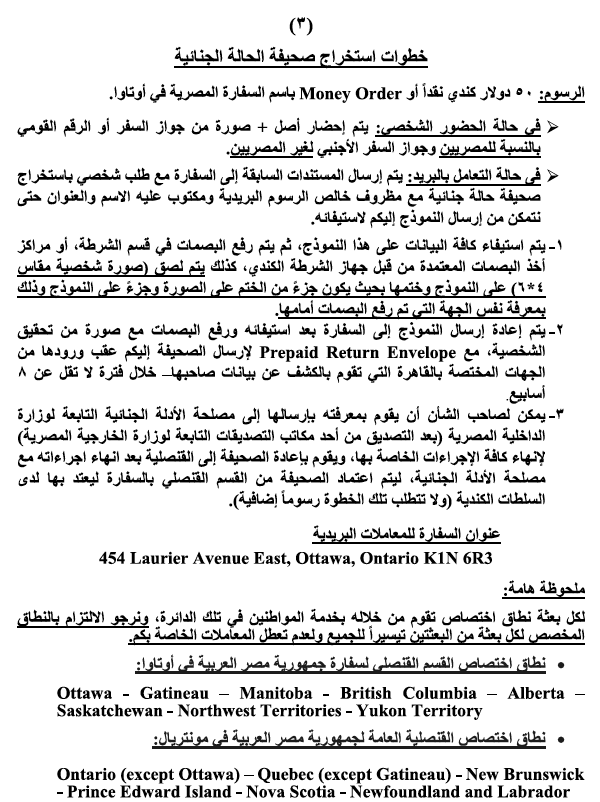 (٣)
خطوات استخراج صحيفة الحالة الجنائية
الرسوم: ٥٠ دولار كندي نقداً أو Money Order باسم السفارة المصرية في أوتاوا.
➢ في حالة الحضور الشخصي: يتم إحضار أصل + صورة من جواز السفر أو الرقم القومي
بالنسبة للمصريين وجواز السفر الأجنبي لغير المصريين.
➢ في حالة التعامل بالبريد: يتم إرسال المستندات السابقة إلى السفارة مع طلب شخصي باستخراج
صحيفة حالة جنائية مع مظروف خالص الرسوم البريدية ومكتوب عليه الاسم والعنوان حتى
نتمكن من إرسال النموذج إليكم لاستيفائه.
١- يتم استيفاء كافة البيانات على هذا النموذج، ثم يتم رفع البصمات في قسم الشرطة، أو مراكز
أخذ البصمات المعتمدة من قبل جهاز الشرطة الكندي، كذلك يتم لصق (صورة شخصية مقاس
٤*٦) على النموذج وختمها بحيث يكون جزءً من الختم على الصورة وجزءً على النموذج وذلك
بمعرفة نفس الجهة التي تم رفع البصمات أمامها.
٢- يتم إعادة إرسال النموذج إلى السفارة بعد استيفائه ورفع البصمات مع صورة من تحقيق
الشخصية، مع Prepaid Return Envelope لإرسال الصحيفة إليكم عقب ورودها من
الجهات المختصة بالقاهرة التي تقوم بالكشف عن بيانات صاحبها– خلال فترة لا تقل عن ٨
أسابيع.
٣- يمكن لصاحب الشأن أن يقوم بمعرفته بإرسالها إلى مصلحة الأدلة الجنائية التابعة لوزارة
الداخلية المصرية (بعد التصديق من أحد مكاتب التصديقات التابعة لوزارة الخارجية المصرية)
لإنهاء كافة الإجراءات الخاصة بها، ويقوم بإعادة الصحيفة إلى القنصلية بعد انهاء اجراءاته مع
مصلحة الأدلة الجنائية، ليتم اعتماد الصحيفة من القسم القنصلي بالسفارة ليعتد بها لدى
السلطات الكندية (ولا تتطلب تلك الخطوة رسوماً إضافية).
عنوان السفارة للمعاملات البريدية
454 Laurier Avenue East, Ottawa, Ontario K1N 6R3
ملحوظة هامة:
لكل بعثة نطاق اختصاص تقوم من خلاله بخدمة المواطنين في تلك الدائرة، ونرجو الالتزام بالنطاق
المخصص لكل بعثة من البعثتين تيسيراً للجميع ولعدم تعطل المعاملات الخاصة بكم.
• نطاق اختصاص القسم القنصلي لسفارة جمهورية مصر العربية في أوتاوا:
Ottawa - Gatineau – Manitoba - British Columbia – Alberta –
Saskatchewan - Northwest Territories - Yukon Territory
• نطاق اختصاص القنصلية العامة لجمهورية مصر العربية في مونتريال:
Ontario (except Ottawa) – Quebec (except Gatineau) - New Brunswick
- Prince Edward Island - Nova Scotia - Newfoundland and Labrador